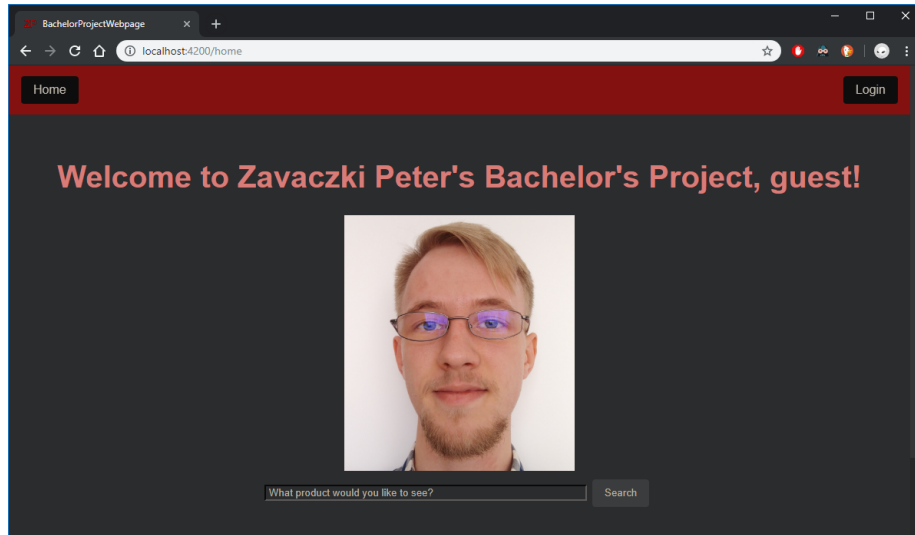 BachelorProjectWebpage
localhost:4200/home
Home
Login
Welcome to Zavaczki Peter's Bachelor's Project, guest!
What product would you like to see?
Search